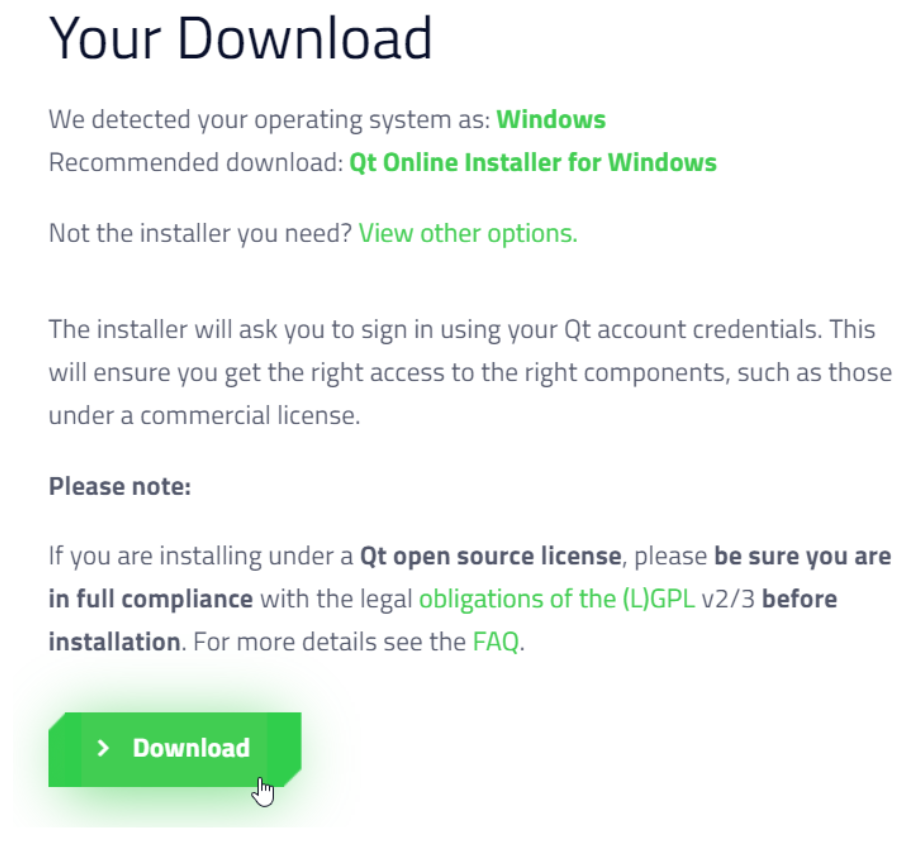 Your Download
We detected your operating system as: Windows
Recommended download: Qt Online Installer for Windows
Not the installer you need? View other options.
The installer will ask you to sign in using your Qt account credentials. This
will ensure you get the right access to the right components, such as those
under a commercial license.
Please note:
If you are installing under a Qt open source license, please be sure you are
in full compliance with the legal obligations of the (L)GPL v2/3 before
installation. For more details see the FAQ.
Download